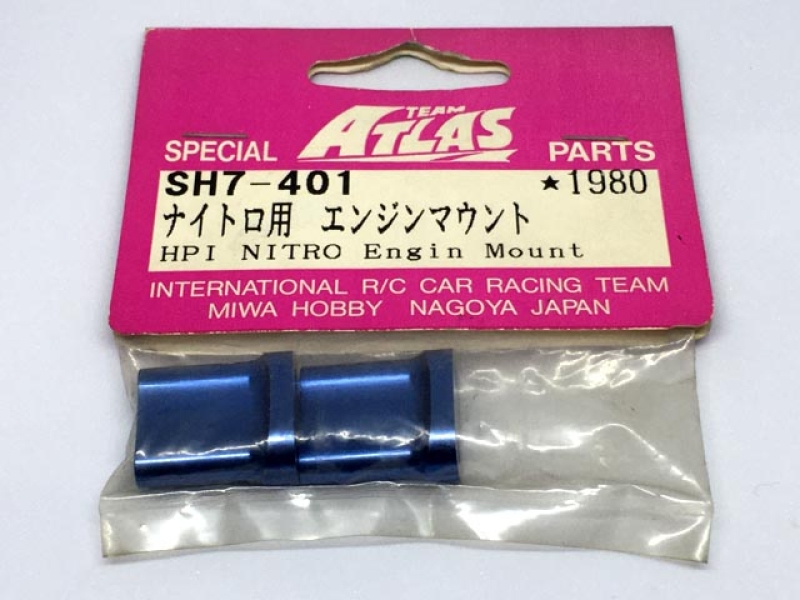 TEAM
ATLAS
SPECIAL PARTS
SH7-401 ★1980
ナイトロ用 エンジンマウント
HPI NITRO Engin Mount
INTERNATIONAL R/C CAR RACING TEAM
MIWA HOBBY NAGOYA JAPAN